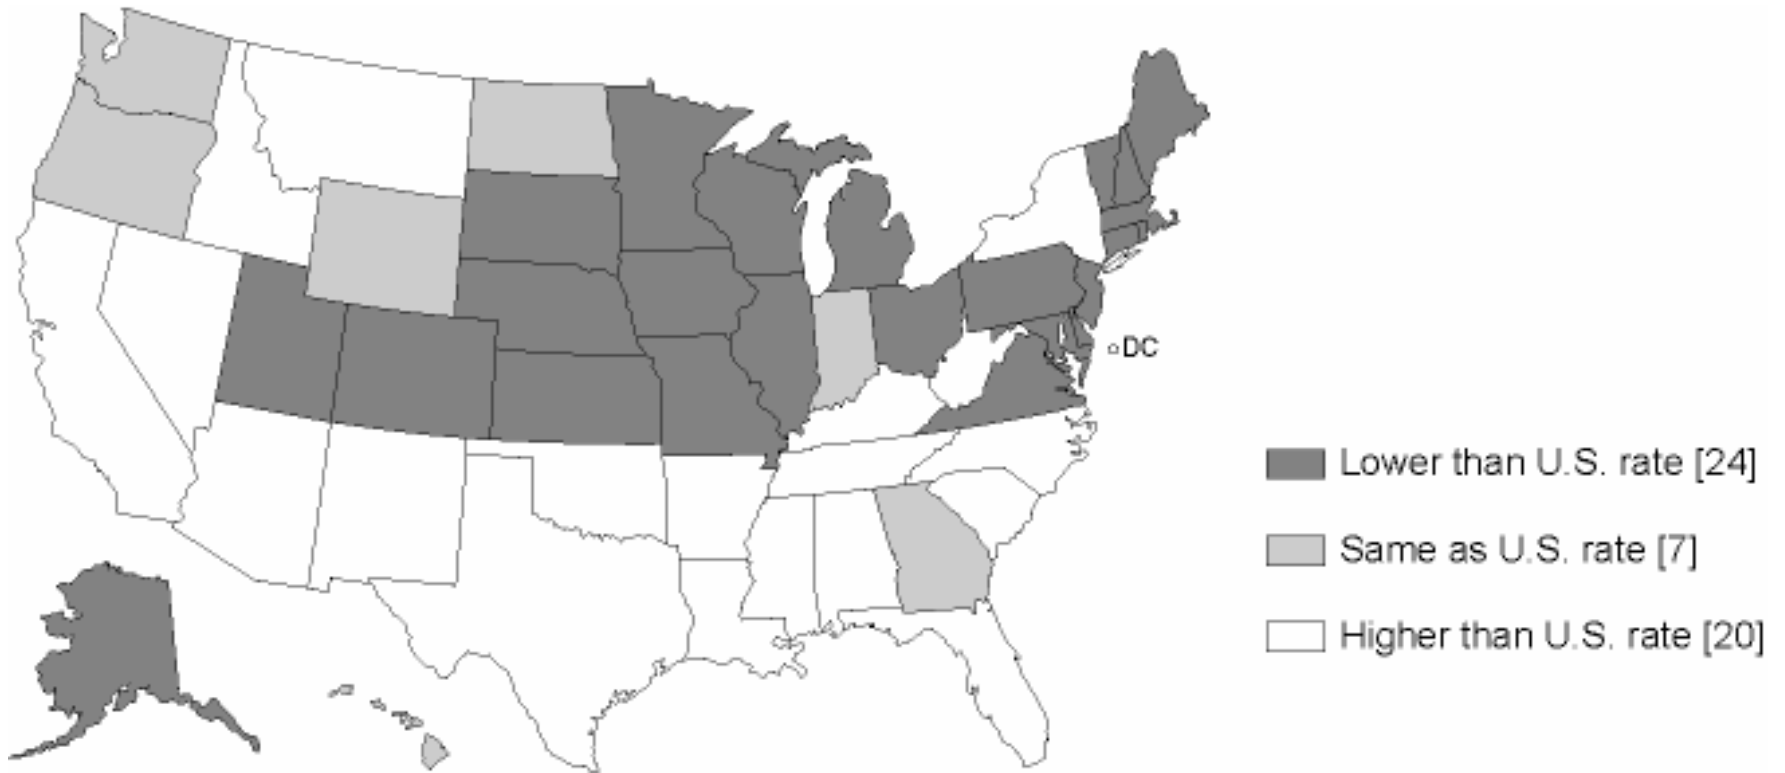 DC
Lower than U.S. rate [24]
Same as U.S. rate [7]
Higher than U.S. rate [20]